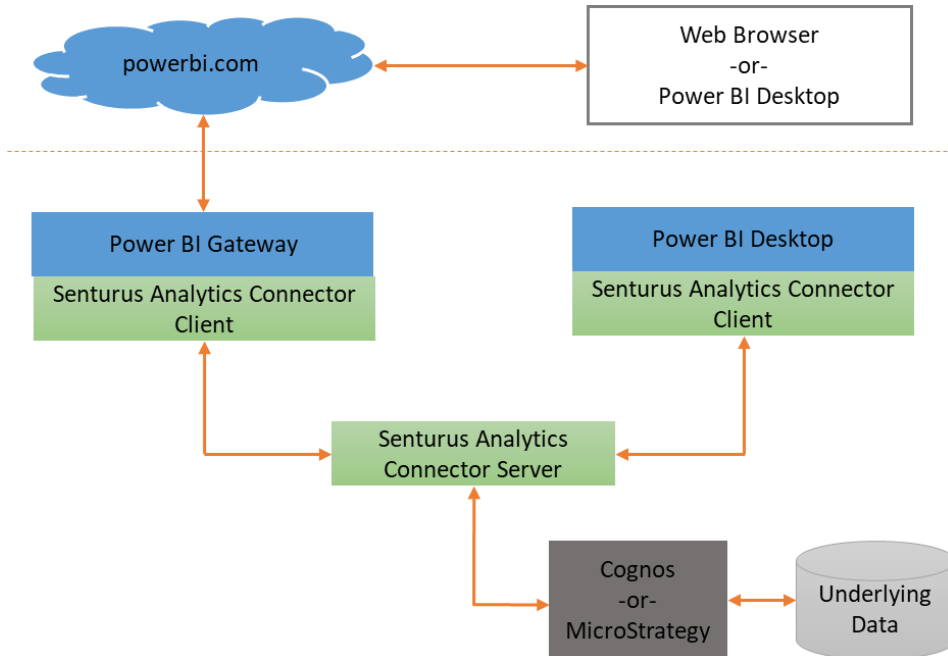 powerbi.com
Web Browser
-or-
Power BI Desktop
Power BI Gateway
Senturus Analytics Connector
Client
Power BI Desktop
Senturus Analytics Connector
Client
Senturus Analytics
Connector Server
Cognos
-or-
MicroStrategy
Underlying
Data